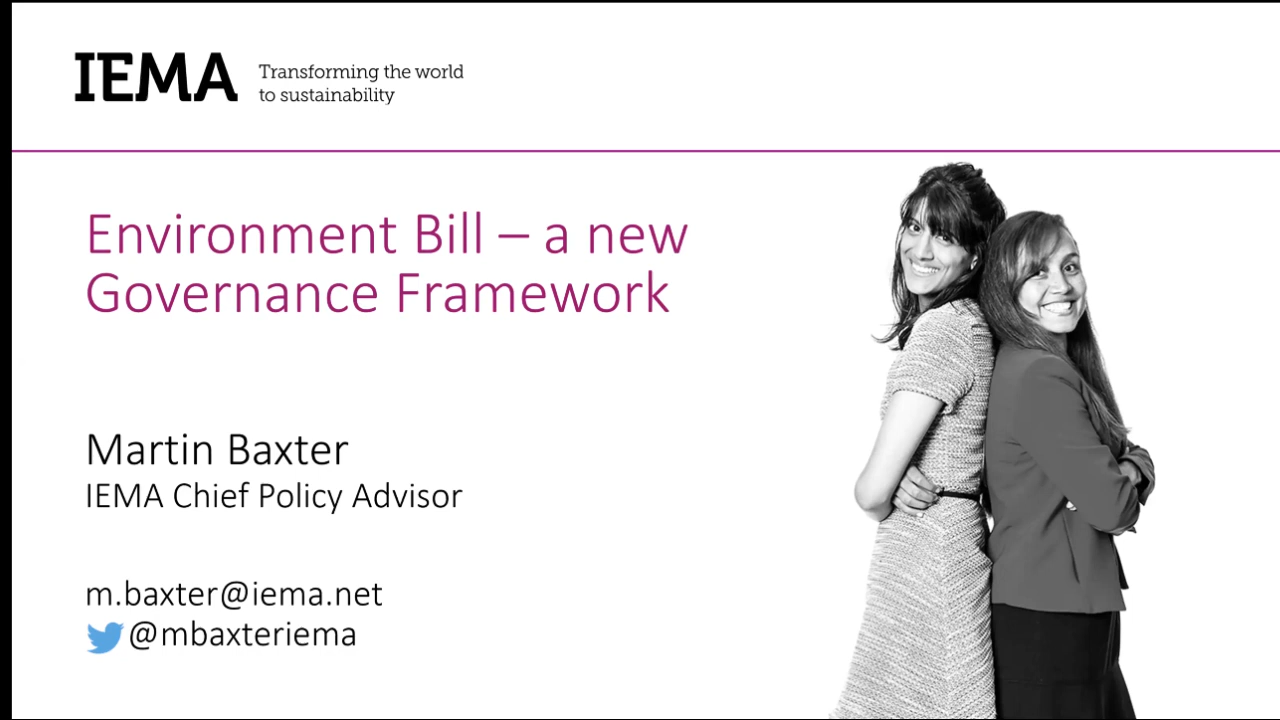 IEMA
Transforming the world
to sustainability
Environment Bill – a new
Governance Framework
Martin Baxter
IEMA Chief Policy Advisor
m.baxter@iema.net
@mbaxteriema